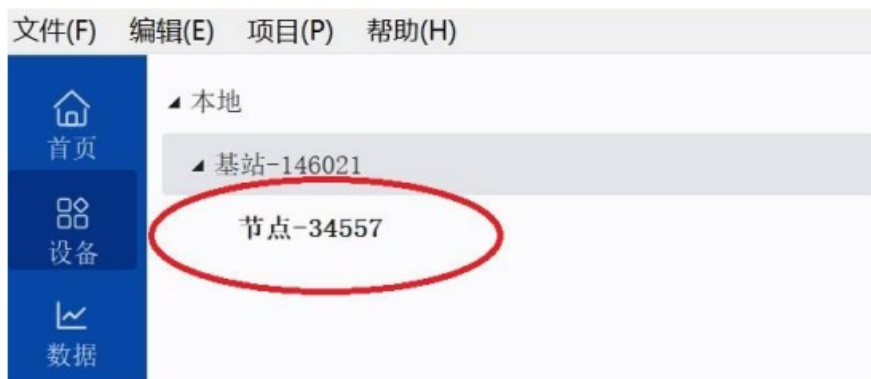 文件(F) 编辑(E) 项目(P) 帮助(H)
首页
设备
数据
本地
基站-146021
节点-34557